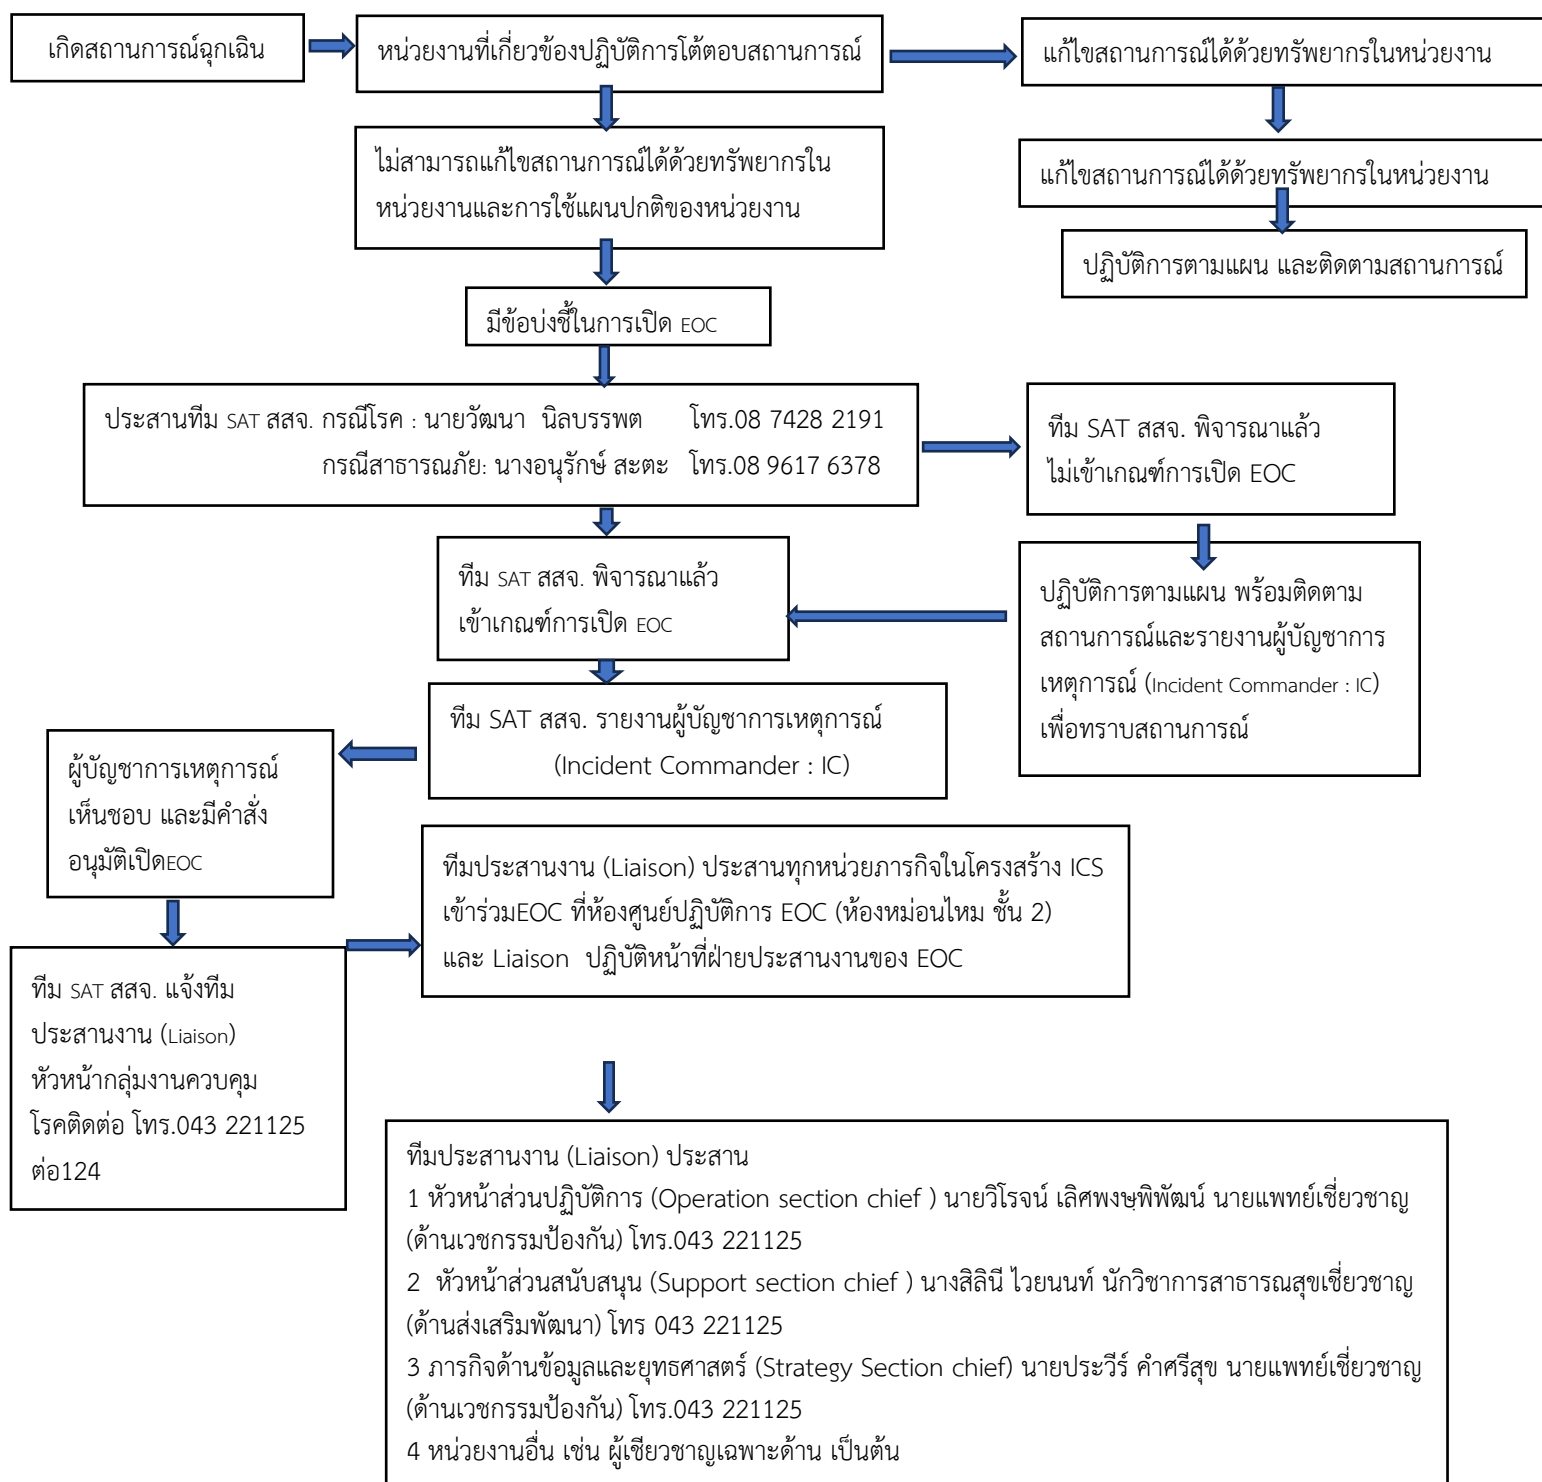 เกิดสถานการณ์ฉุกเฉิน
หน่วยงานที่เกี่ยวข้องปฏิบัติการโต้ตอบสถานการณ์
แก้ไขสถานการณ์ได้ด้วยทรัพยากรในหน่วยงาน
ไม่สามารถแก้ไขสถานการณ์ได้ด้วยทรัพยากรใน
หน่วยงานและการใช้แผนปกติของหน่วยงาน
แก้ไขสถานการณ์ได้ด้วยทรัพยากรในหน่วยงาน
ปฏิบัติการตามแผน และติดตามสถานการณ์
มีข้อบ่งชี้ในการเปิด EOC
ประสานทีม SAT สสจ. กรณีโรค : นายวัฒนา นิลบรรพต โทร.08 7428 2191
กรณีสาธารณภัย: นางอนุรักษ์ สะตะ โทร.08 9617 6378
ทีม SAT สสจ. พิจารณาแล้ว
ไม่เข้าเกณฑ์การเปิด EOC
ทีม SAT สสจ. พิจารณาแล้ว
เข้าเกณฑ์การเปิด EOC
ปฏิบัติการตามแผน พร้อมติดตาม
สถานการณ์และรายงานผู้บัญชาการ
เหตุการณ์ (Incident Commander : IC)
เพื่อทราบสถานการณ์
ทีม SAT สสจ. รายงานผู้บัญชาการเหตุการณ์
(Incident Commander : IC)
ผู้บัญชาการเหตุการณ์
เห็นชอบ และมีคำสั่ง
อนุมัติเปิดEOC
ทีม SAT สสจ. แจ้งทีม
ประสานงาน (Liaison)
หัวหน้ากลุ่มงานควบคุม
โรคติดต่อ โทร.043 221125
ต่อ124
ทีมประสานงาน (Liaison) ประสานทุกหน่วยภารกิจในโครงสร้าง ICS
เข้าร่วมEOC ที่ห้องศูนย์ปฏิบัติการ EOC (ห้องหม่อนไหม ชั้น 2)
และ Liaison ปฏิบัติหน้าที่ฝ่ายประสานงานของ EOC
ทีมประสานงาน (Liaison) ประสาน
1 หัวหน้าส่วนปฏิบัติการ (Operation section chief ) นายวิโรจน์ เลิศพงษฺพิพัฒน์ นายแพทย์เชี่ยวชาญ
(ด้านเวชกรรมป้องกัน) โทร.043 221125
2 หัวหน้าส่วนสนับสนุน (Support section chief ) นางสิลินี ไวยนนท์ นักวิชาการสาธารณสุขเชี่ยวชาญ
(ด้านส่งเสริมพัฒนา) โทร 043 221125
3 ภารกิจด้านข้อมูลและยุทธศาสตร์ (Strategy Section chief) นายประวีร์ คำศรีสุข นายแพทย์เชี่ยวชาญ
(ด้านเวชกรรมป้องกัน) โทร.043 221125
4 หน่วยงานอื่น เช่น ผู้เชียวชาญเฉพาะด้าน เป็นต้น